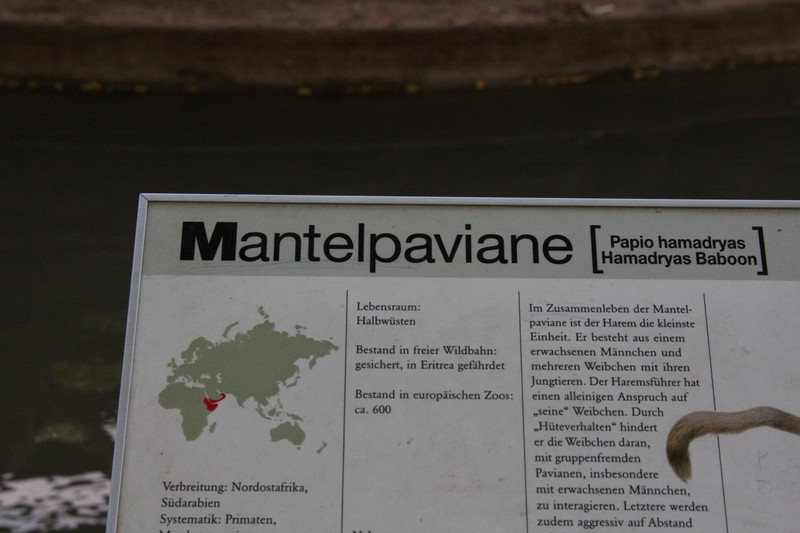 Mantelpaviane [Papio hamadryas
Hamadryas Baboon]
Lebensraum:
Halbwüsten
Bestand in freier Wildbahn:
gesichert, in Eritrea gefährdet
Bestand in europäischen Zoos:
ca. 600
Im Zusammenleben der Mantel-
paviane ist der Harem die kleinste
Einheit. Er besteht aus einem
erwachsenen Männchen und
mehreren Weibchen mit ihren
Jungtieren. Der Haremsführer hat
einen alleinigen Anspruch auf
„seine“ Weibchen. Durch
„Hüteverhalten“ hindert
er die Weibchen daran,
mit gruppenfremden
Pavianen, insbesondere
mit erwachsenen Männchen,
zu interagieren. Letztere werden
zudem aggressiv auf Abstand
Verbreitung: Nordostafrika,
Südarabien
Systematik: Primaten,